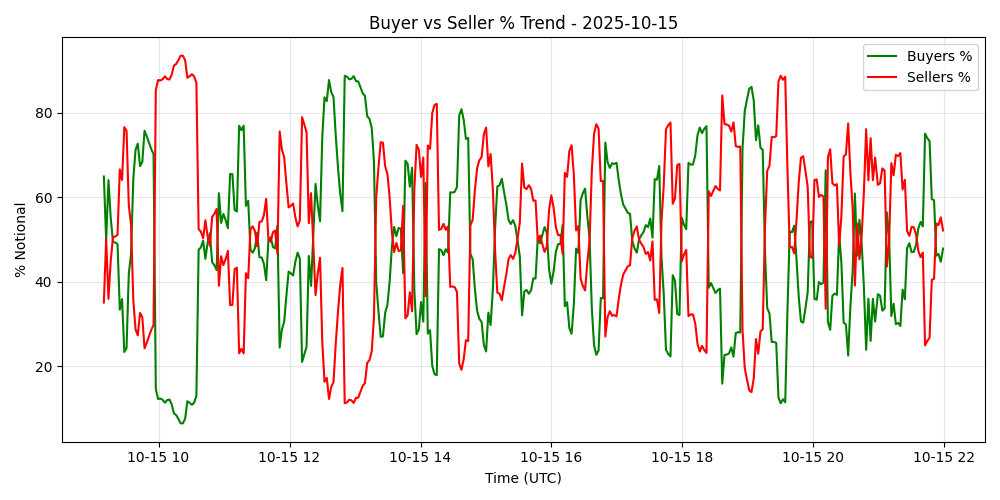 Buyer vs Seller % Trend - 2025-10-15
Buyers %
Sellers %
% Notional
80
60
40
20
10-15 10
10-15 12
10-15 14
10-15 16
10-15 18
10-15 20
10-15 22
Time (UTC)